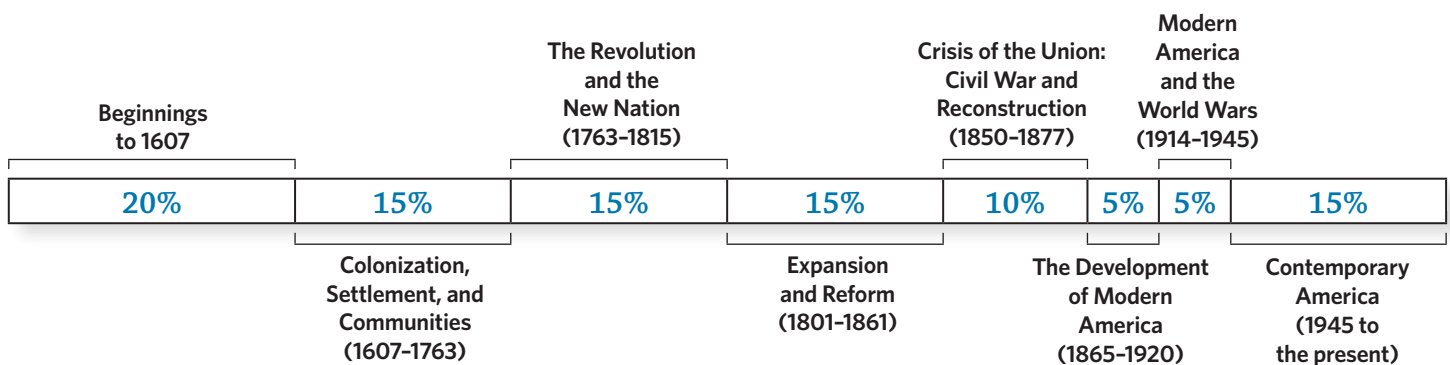 Beginnings
to 1607
The Revolution
and the
New Nation
(1763–1815)
Crisis of the Union:
Civil War and
Reconstruction
(1850–1877)
Modern
America
and the
World Wars
(1914–1945)
20%
15%
15%
15%
10%
5%
5%
15%
Colonization,
Settlement, and
Communities
(1607–1763)
Expansion
and Reform
(1801–1861)
The Development
of Modern
America
(1865–1920)
Contemporary
America
(1945 to
the present)